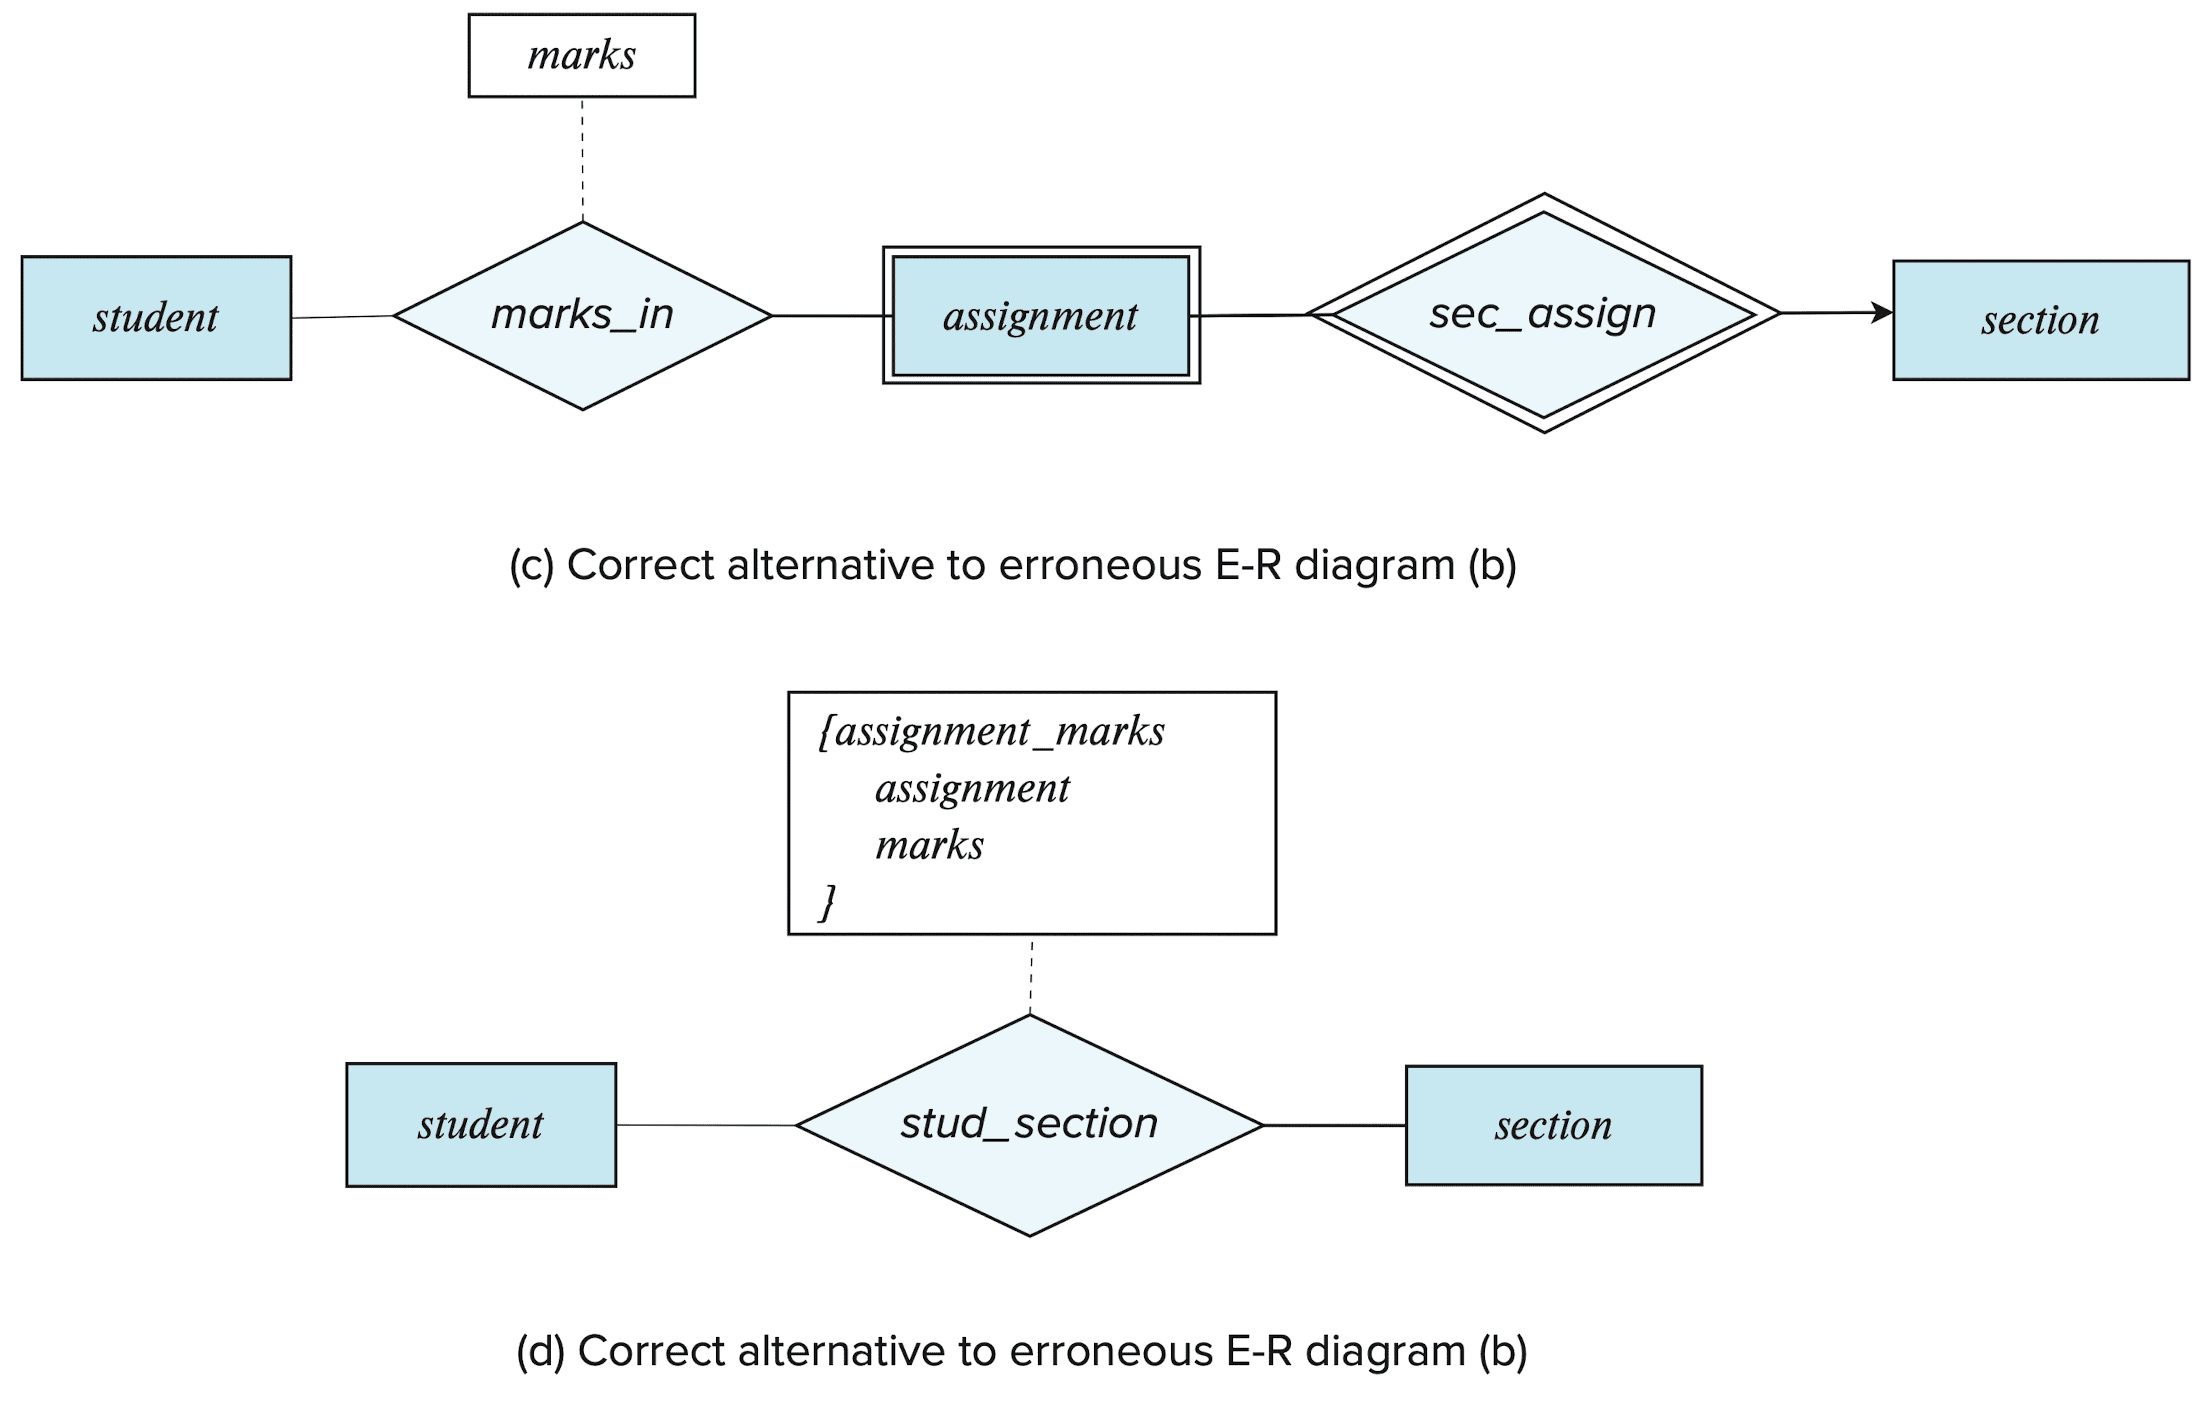 marks
student
marks_in
assignment
sec_assign
section
(c) Correct alternative to erroneous E-R diagram (b)
{assignment_marks
assignment
marks
}
student
stud_section
section
(d) Correct alternative to erroneous E-R diagram (b)